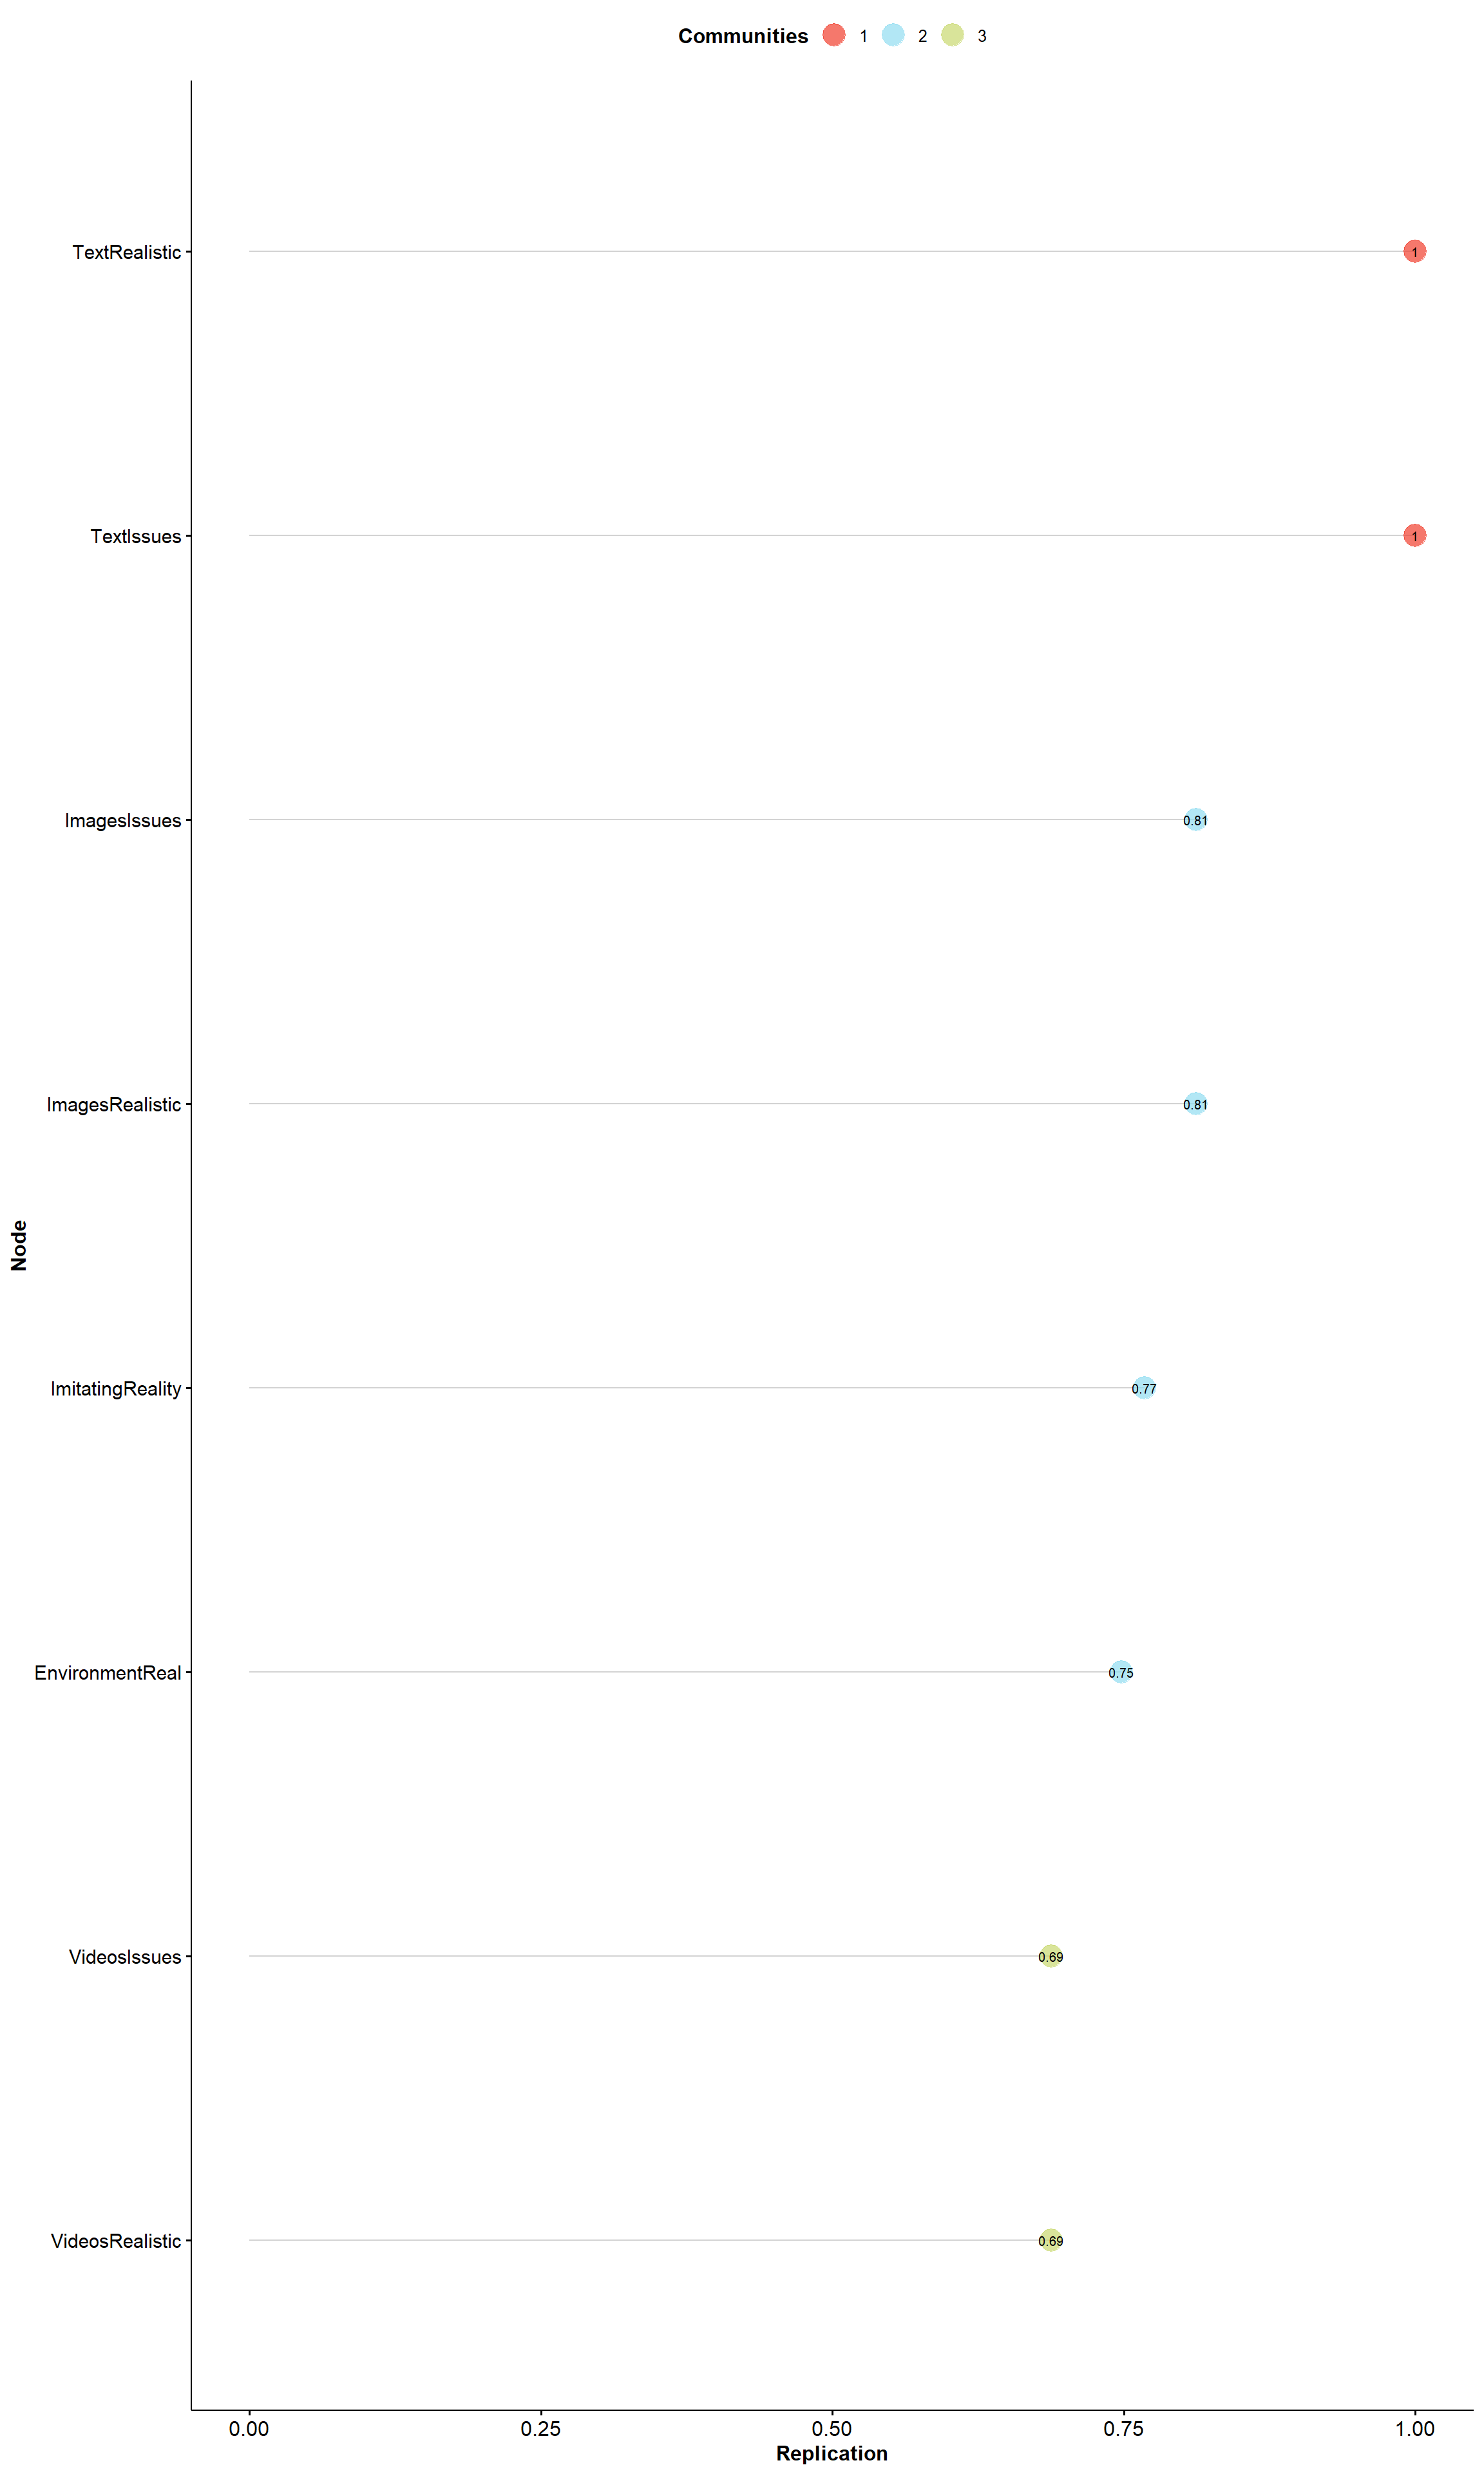 Communities 1 2 3
TextRealistic 1
TextIssues 1
ImagesIssues 0.81
ImagesRealistic 0.81
Node
ImitatingReality 0.77
EnvironmentReal 0.75
VideosIssues 0.69
VideosRealistic 0.69
0.00 0.25 0.50 0.75 1.00
Replication